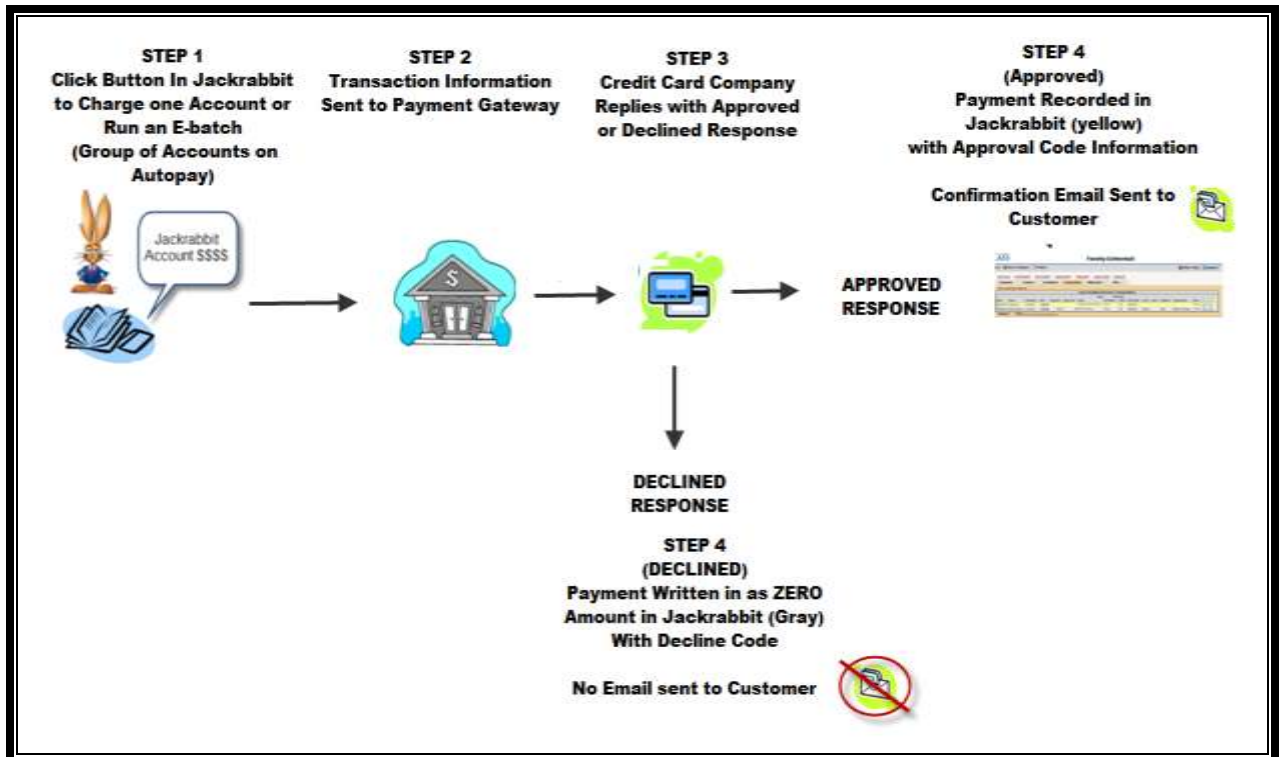 STEP 1
Click Button In Jackrabbit
to Charge one Account or
Run an E-batch
(Group of Accounts on
Autopay)
Jackrabbit
Account $$$$
STEP 2
Transaction Information
Sent to Payment Gateway
$
STEP 3
Credit Card Company
Replies with Approved
or Declined Response
APPROVED
RESPONSE
STEP 4
(Approved)
Payment Recorded in
Jackrabbit (yellow)
with Approval Code Information
Confirmation Email Sent to
Customer
DECLINED
RESPONSE
STEP 4
(DECLINED)
Payment Written in as ZERO
Amount in Jackrabbit (Gray)
With Decline Code
No Email sent to Customer